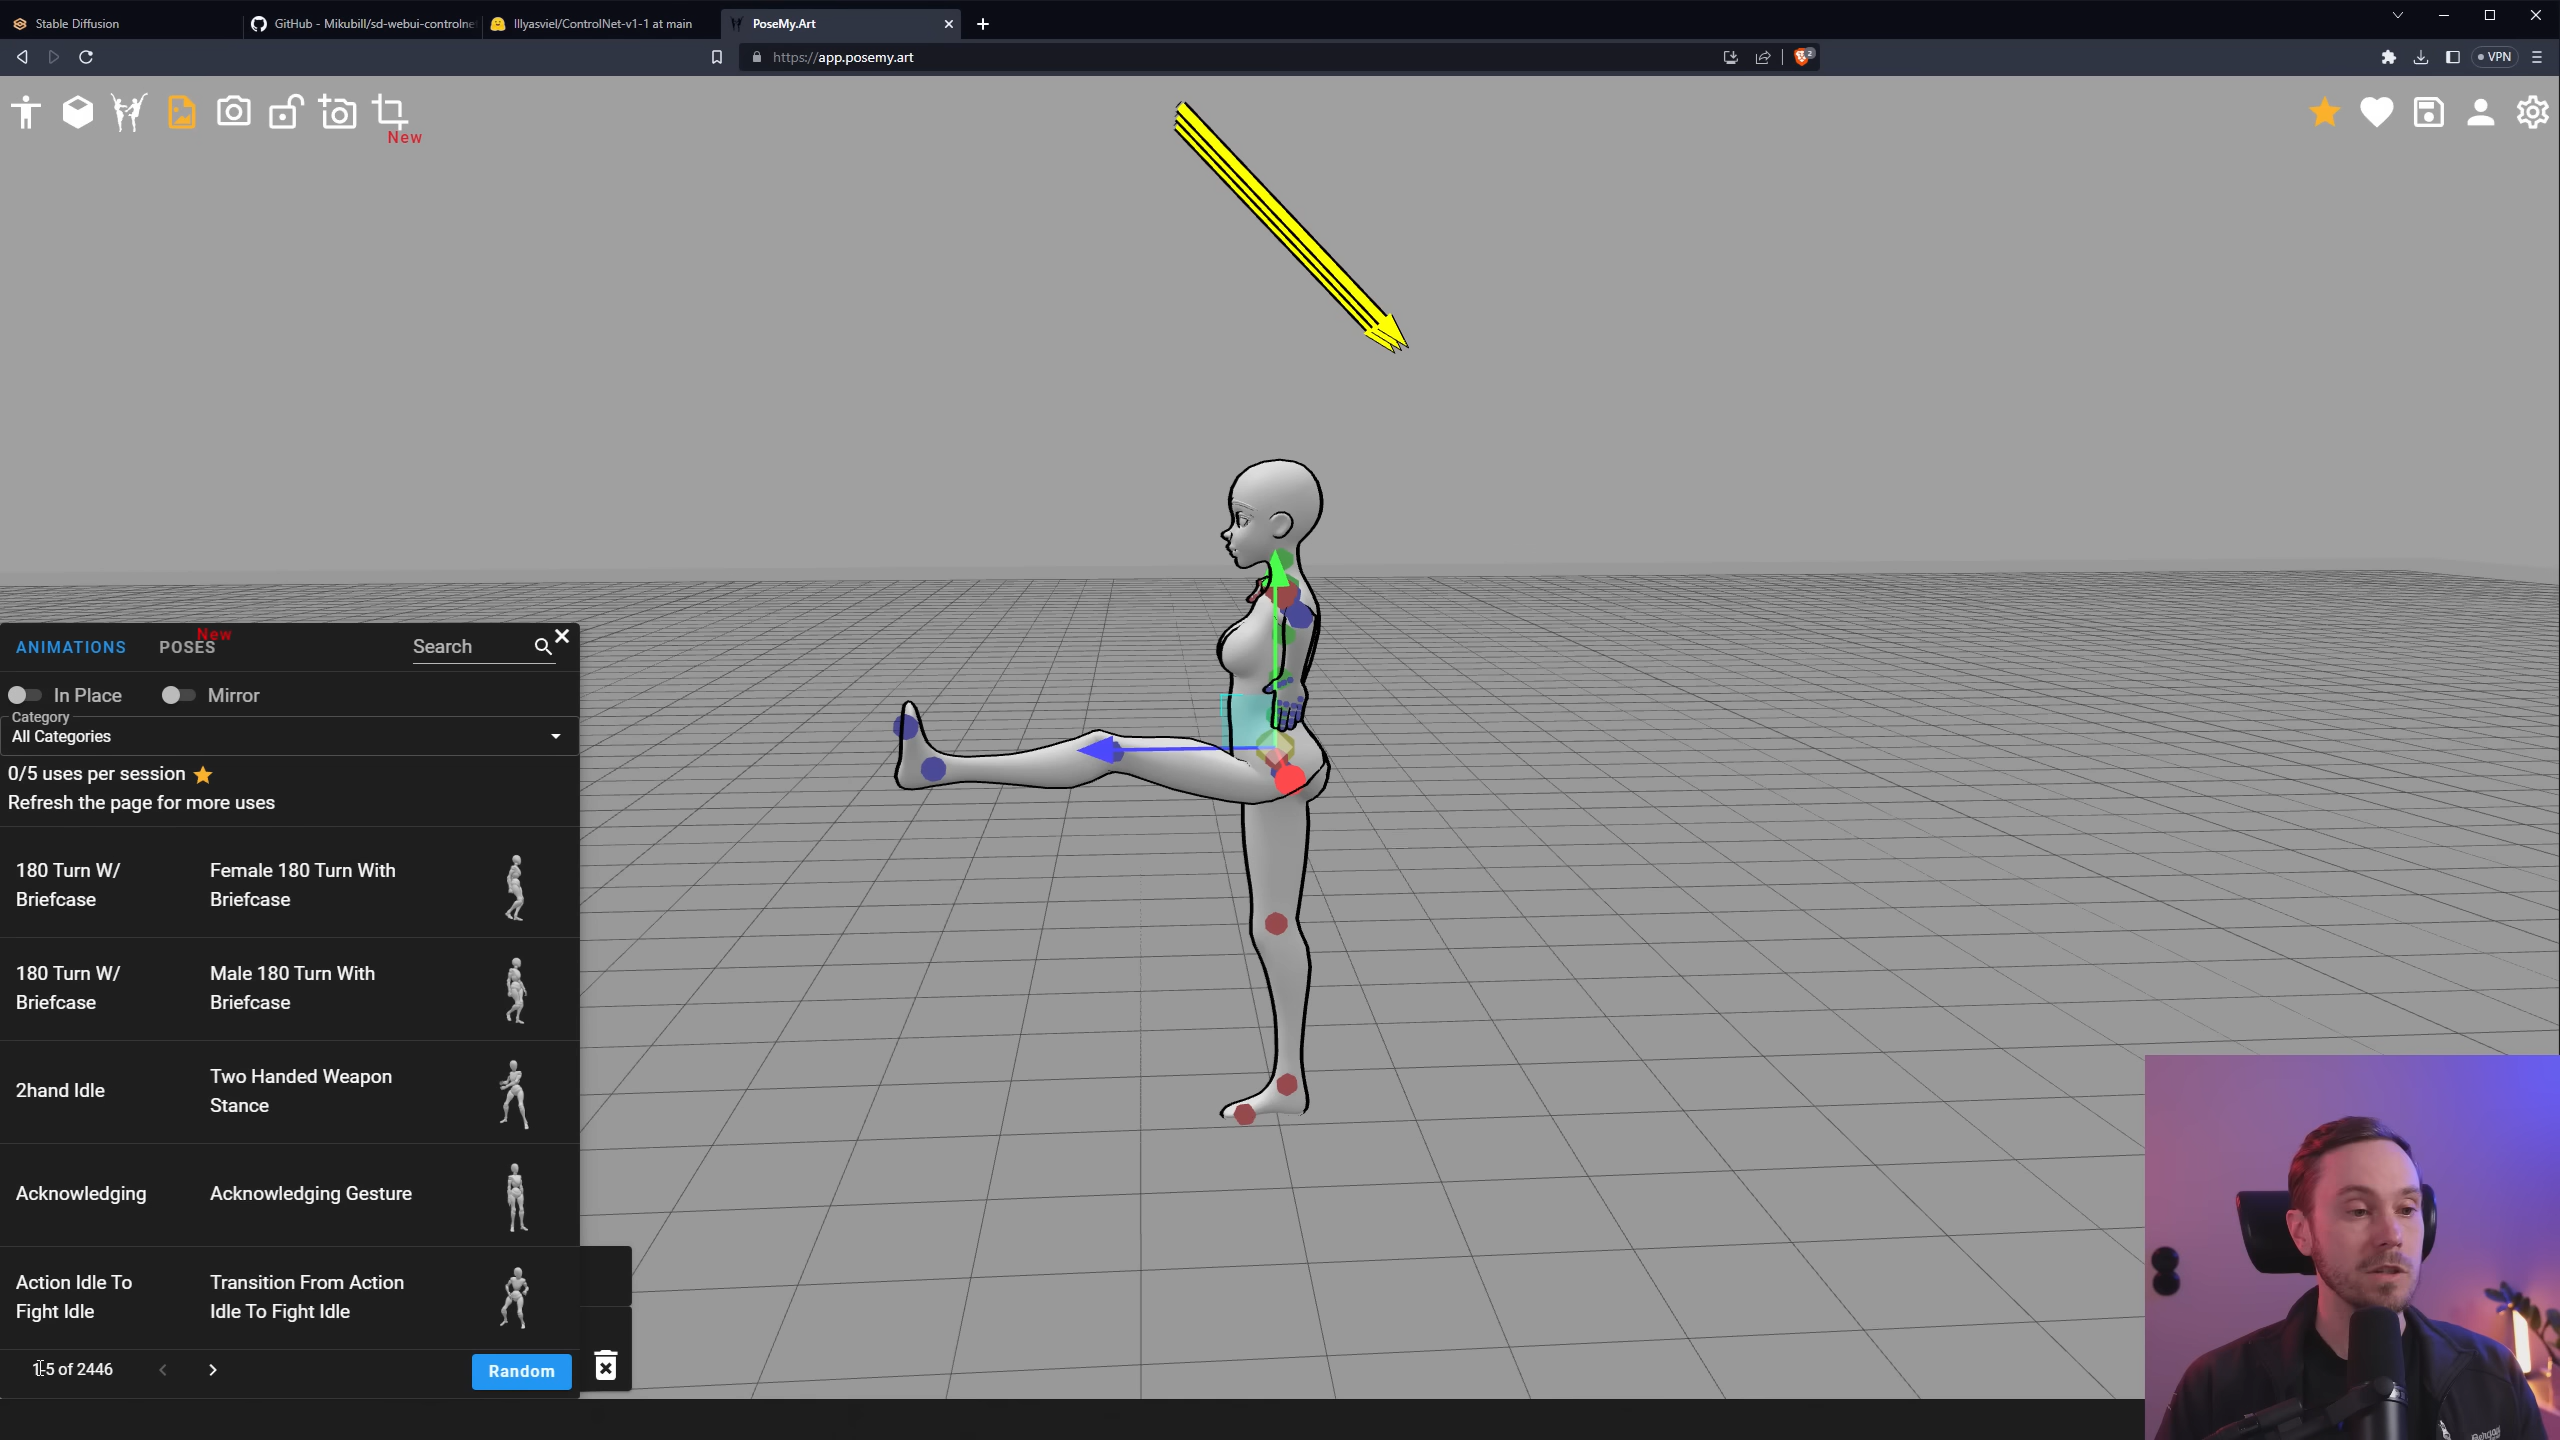 Stable Diffusion
GitHub - Mikubill/sd-webui-controlne
lllyasviel/ControlNet-v1-1 at main
PoseMy.Art
https://app.posemy.art
2
VPN
New
ANIMATIONS
POSES
New
Search
In Place
Mirror
Category
All Categories
0/5 uses per session
Refresh the page for more uses
180 Turn W/
Briefcase
Female 180 Turn With
Briefcase
180 Turn W/
Briefcase
Male 180 Turn With
Briefcase
2hand Idle
Two Handed Weapon
Stance
Acknowledging
Acknowledging Gesture
Action Idle To
Fight Idle
Transition From Action
Idle To Fight Idle
1-5 of 2446
Random